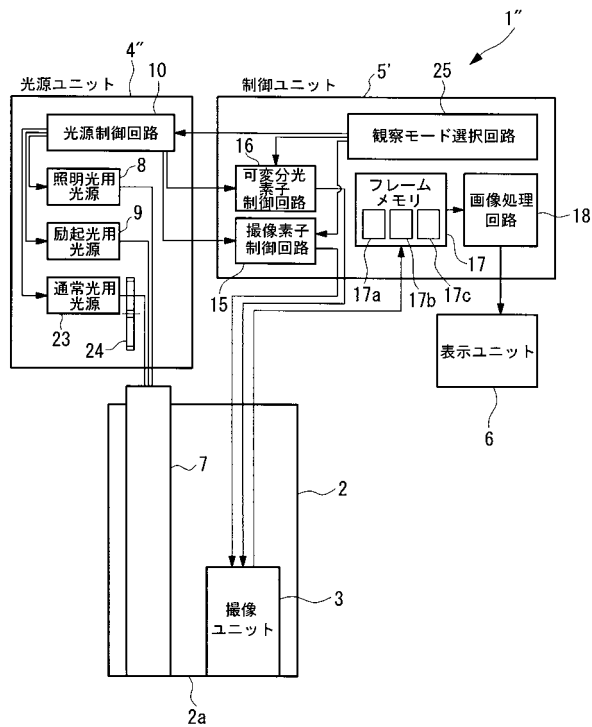 1"
4"
光源ユニット
10
光源制御回路
8
照明光用
光源
9
励起光用
光源
通常光用
光源
23
24
制御ユニット
5'
25
観察モード選択回路
16
可変分光
素子
制御回路
撮像素子
制御回路
15
フレーム
メモリ
17
17a
17b
17c
画像処理
回路
18
表示ユニット
6
7
2
撮像
ユニット
3
2a